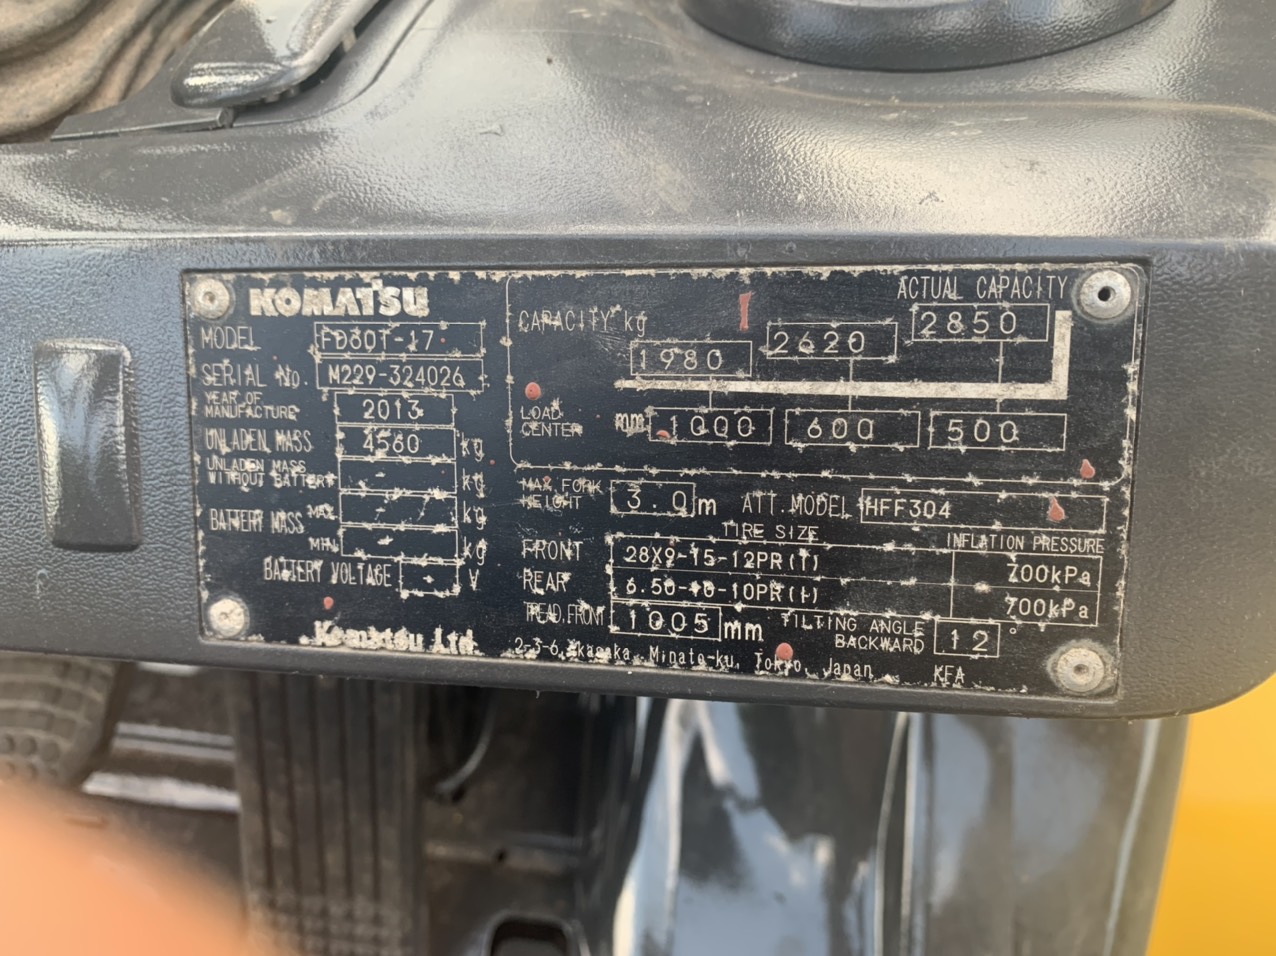 KOMATSU
MODEL FD30T-17
SERIAL No. M229-324026
YEAR OF MANUFACTURE 2013
UNLADEN MASS 4560 kg
UNLADEN MASS WITHOUT BATTERY - kg
BATTERY MASS MAX. - kg
MIN. - kg
BATTERY VOLTAGE - V
Komatsu Ltd.
ACTUAL CAPACITY
CAPACITY kg 1980 2620 2850
LOAD CENTER mm 1000 600 500
MAX. FORK HEIGHT 3.0 m ATT. MODEL HFF304
TIRE SIZE INFLATION PRESSURE
FRONT 28X9-15-12PR(I) 700kPa
REAR 6.50-10-10PR(I) 700kPa
TREAD.FRONT 1005 mm TILTING ANGLE BACKWARD 12°
2-3-6, Akasaka, Minato-ku, Tokyo, Japan KFA